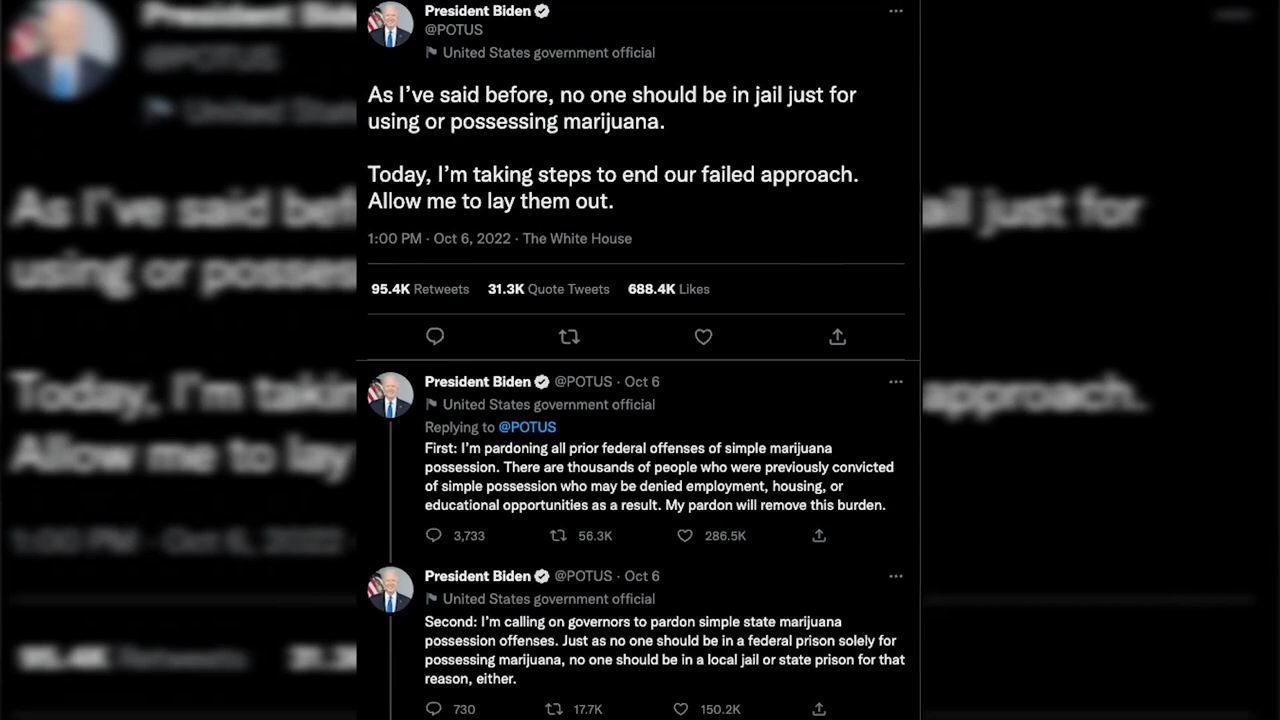 President Biden
@POTUS
United States government official
As I've said before, no one should be in jail just for
using or possessing marijuana.
Today, I'm taking steps to end our failed approach.
Allow me to lay them out.
1:00 PM · Oct 6, 2022 · The White House
95.4K Retweets 31.3K Quote Tweets 688.4K Likes
President Biden @POTUS · Oct 6
United States government official
Replying to @POTUS
First: I'm pardoning all prior federal offenses of simple marijuana
possession. There are thousands of people who were previously convicted
of simple possession who may be denied employment, housing, or
educational opportunities as a result. My pardon will remove this burden.
3,733 56.3K 286.5K
President Biden @POTUS · Oct 6
United States government official
Second: I'm calling on governors to pardon simple state marijuana
possession offenses. Just as no one should be in a federal prison solely for
possessing marijuana, no one should be in a local jail or state prison for that
reason, either.
730 17.7K 150.2K